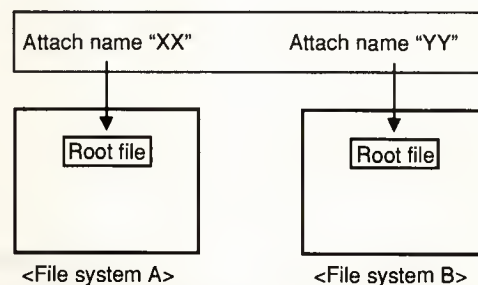 Attach name “XX” Attach name “YY”
Root file Root file
<File system A> <File system B>